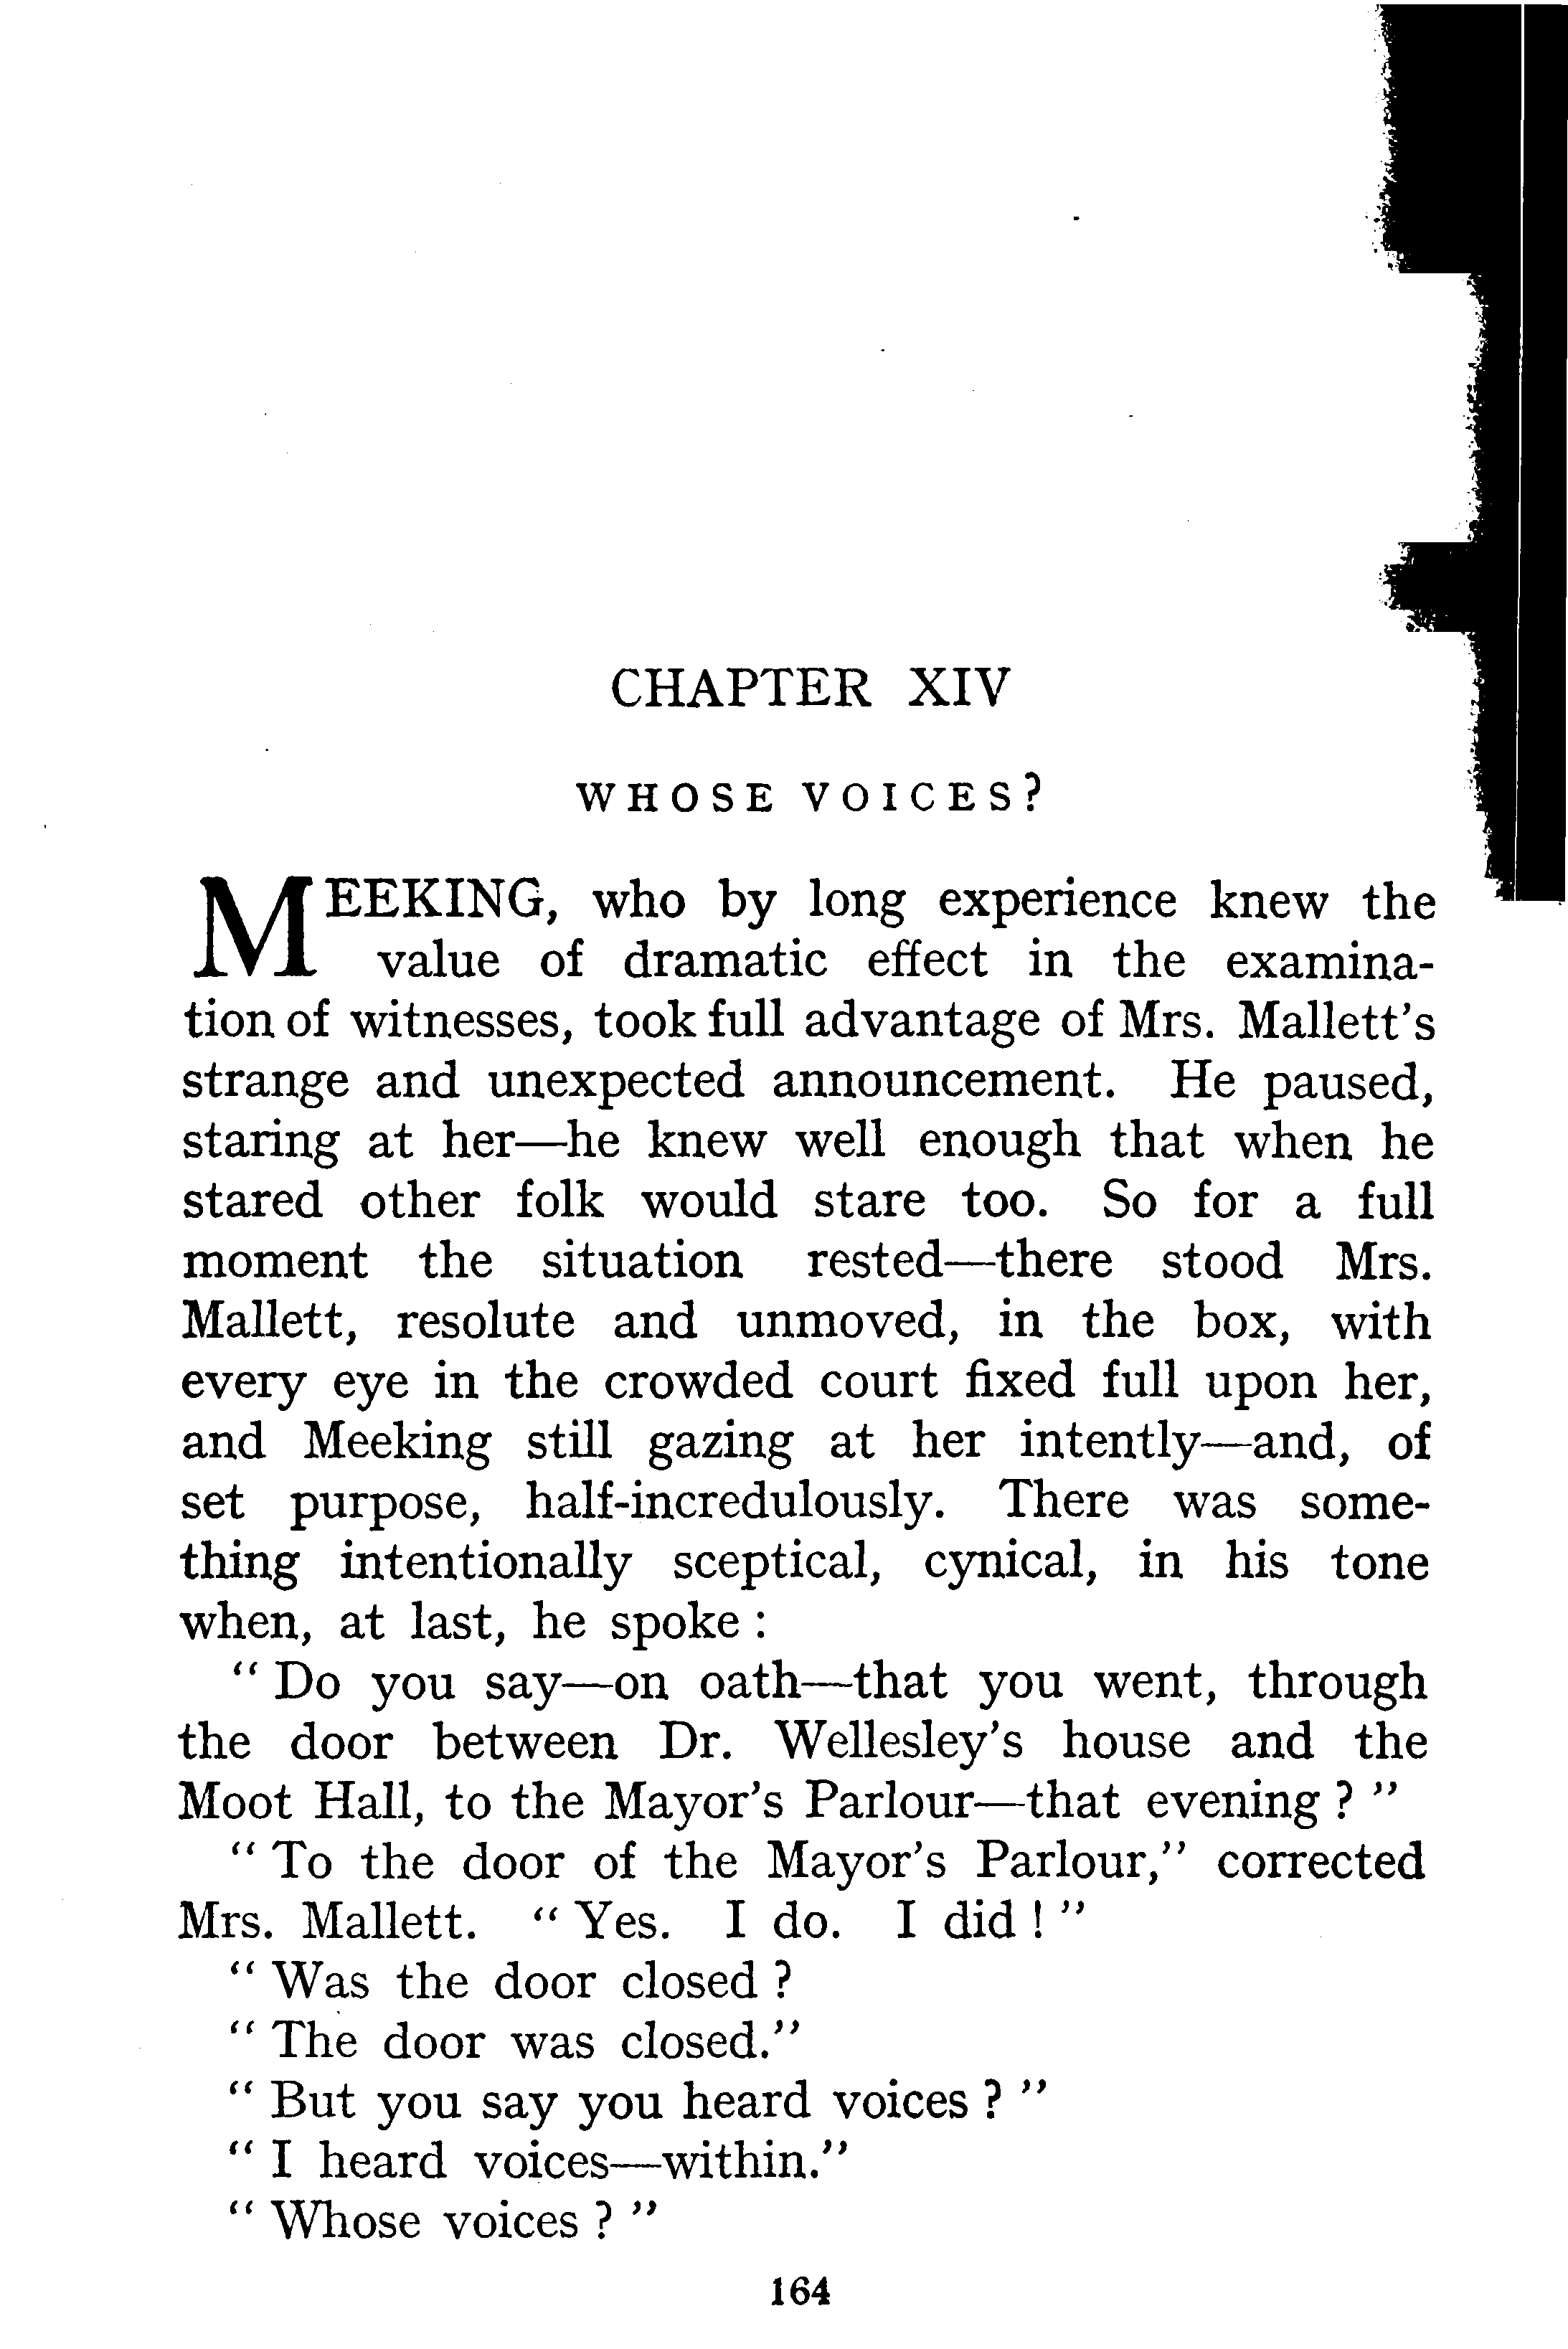 CHAPTER XIV
WHOSE VOICES?
MEEKING, who by long experience knew the
value of dramatic effect in the examina-
tion of witnesses, took full advantage of Mrs. Mallett's
strange and unexpected announcement. He paused,
staring at her—he knew well enough that when he
stared other folk would stare too. So for a full
moment the situation rested—there stood Mrs.
Mallett, resolute and unmoved, in the box, with
every eye in the crowded court fixed full upon her,
and Meeking still gazing at her intently—and, of
set purpose, half-incredulously. There was some-
thing intentionally sceptical, cynical, in his tone
when, at last, he spoke :
“ Do you say—on oath—that you went, through
the door between Dr. Wellesley's house and the
Moot Hall, to the Mayor's Parlour—that evening ? ”
“ To the door of the Mayor's Parlour,” corrected
Mrs. Mallett. “ Yes. I do. I did ! ”
“ Was the door closed ?
“ The door was closed.”
“ But you say you heard voices ? ”
“ I heard voices—within.”
“ Whose voices ? ”
164